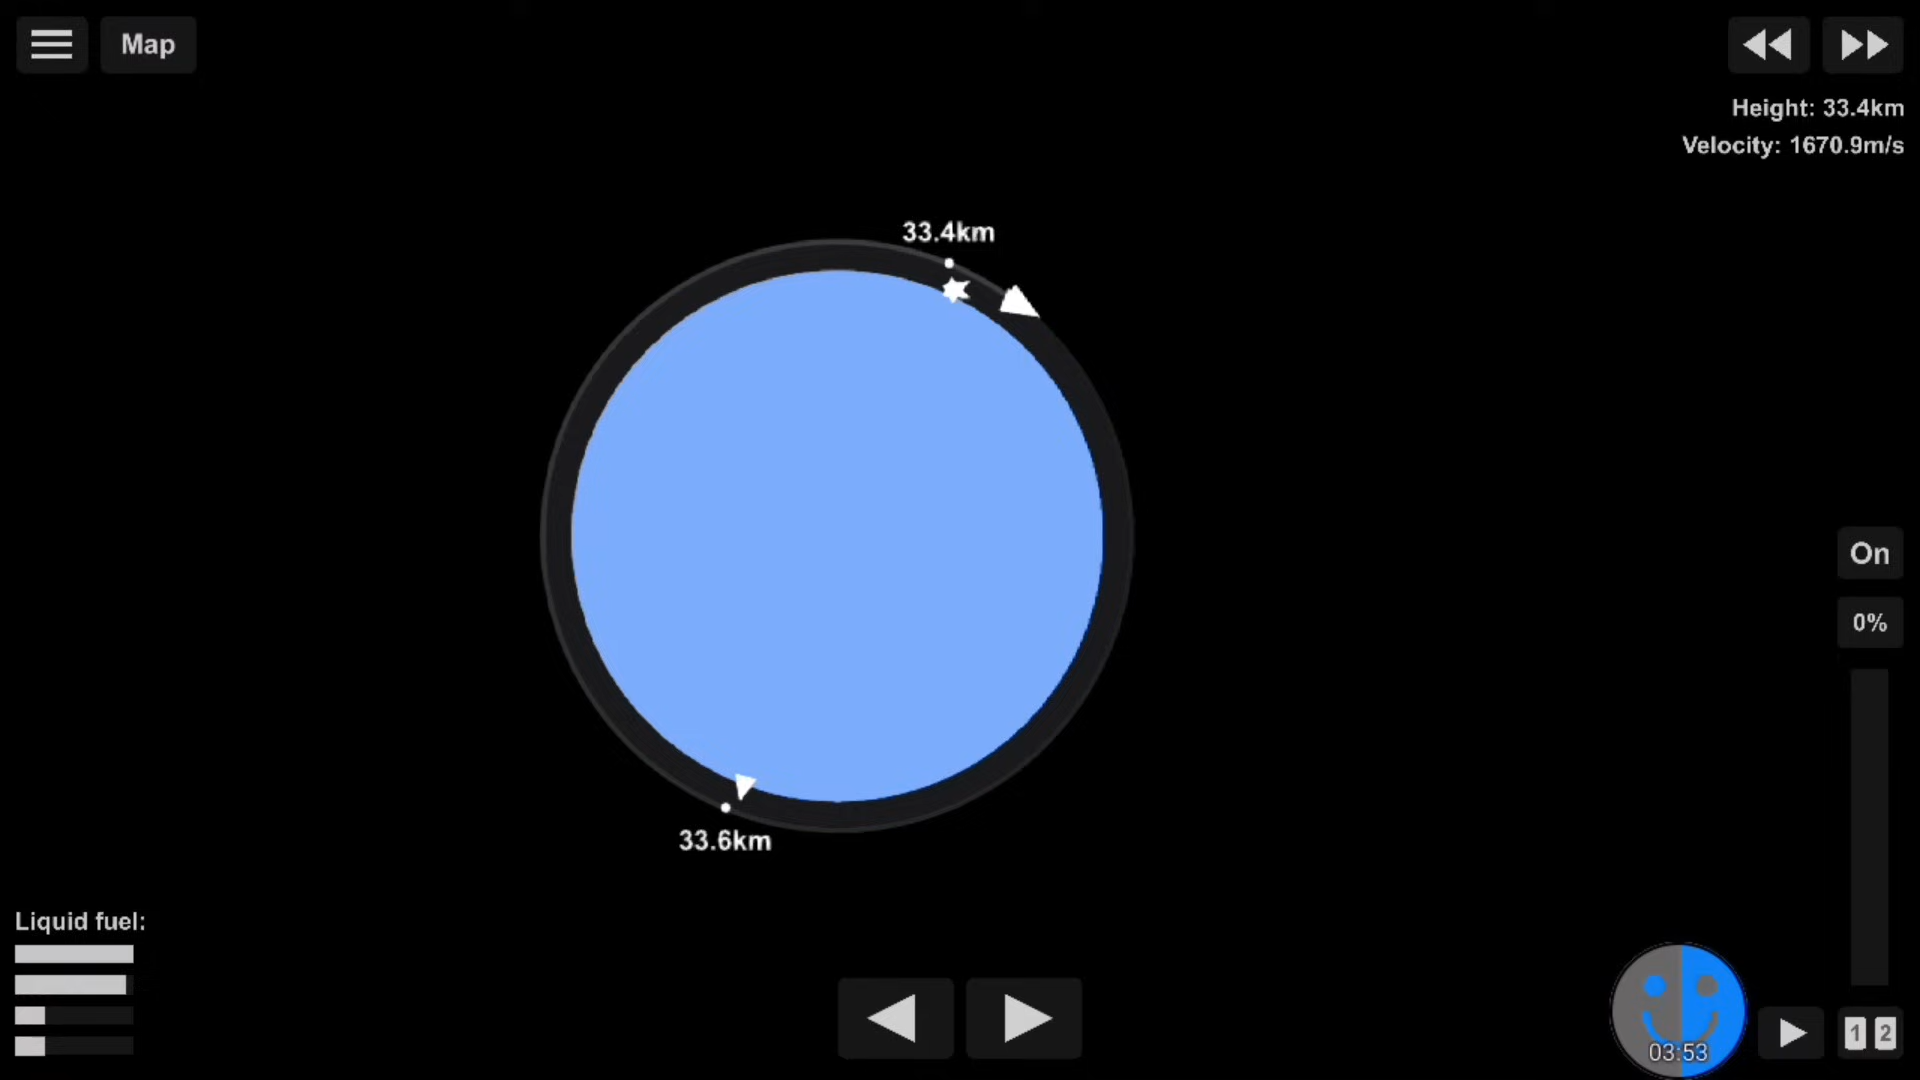 Map
Height: 33.4km
Velocity: 1670.9m/s
33.4km
On
0%
33.6km
Liquid fuel:
03:53
1 2